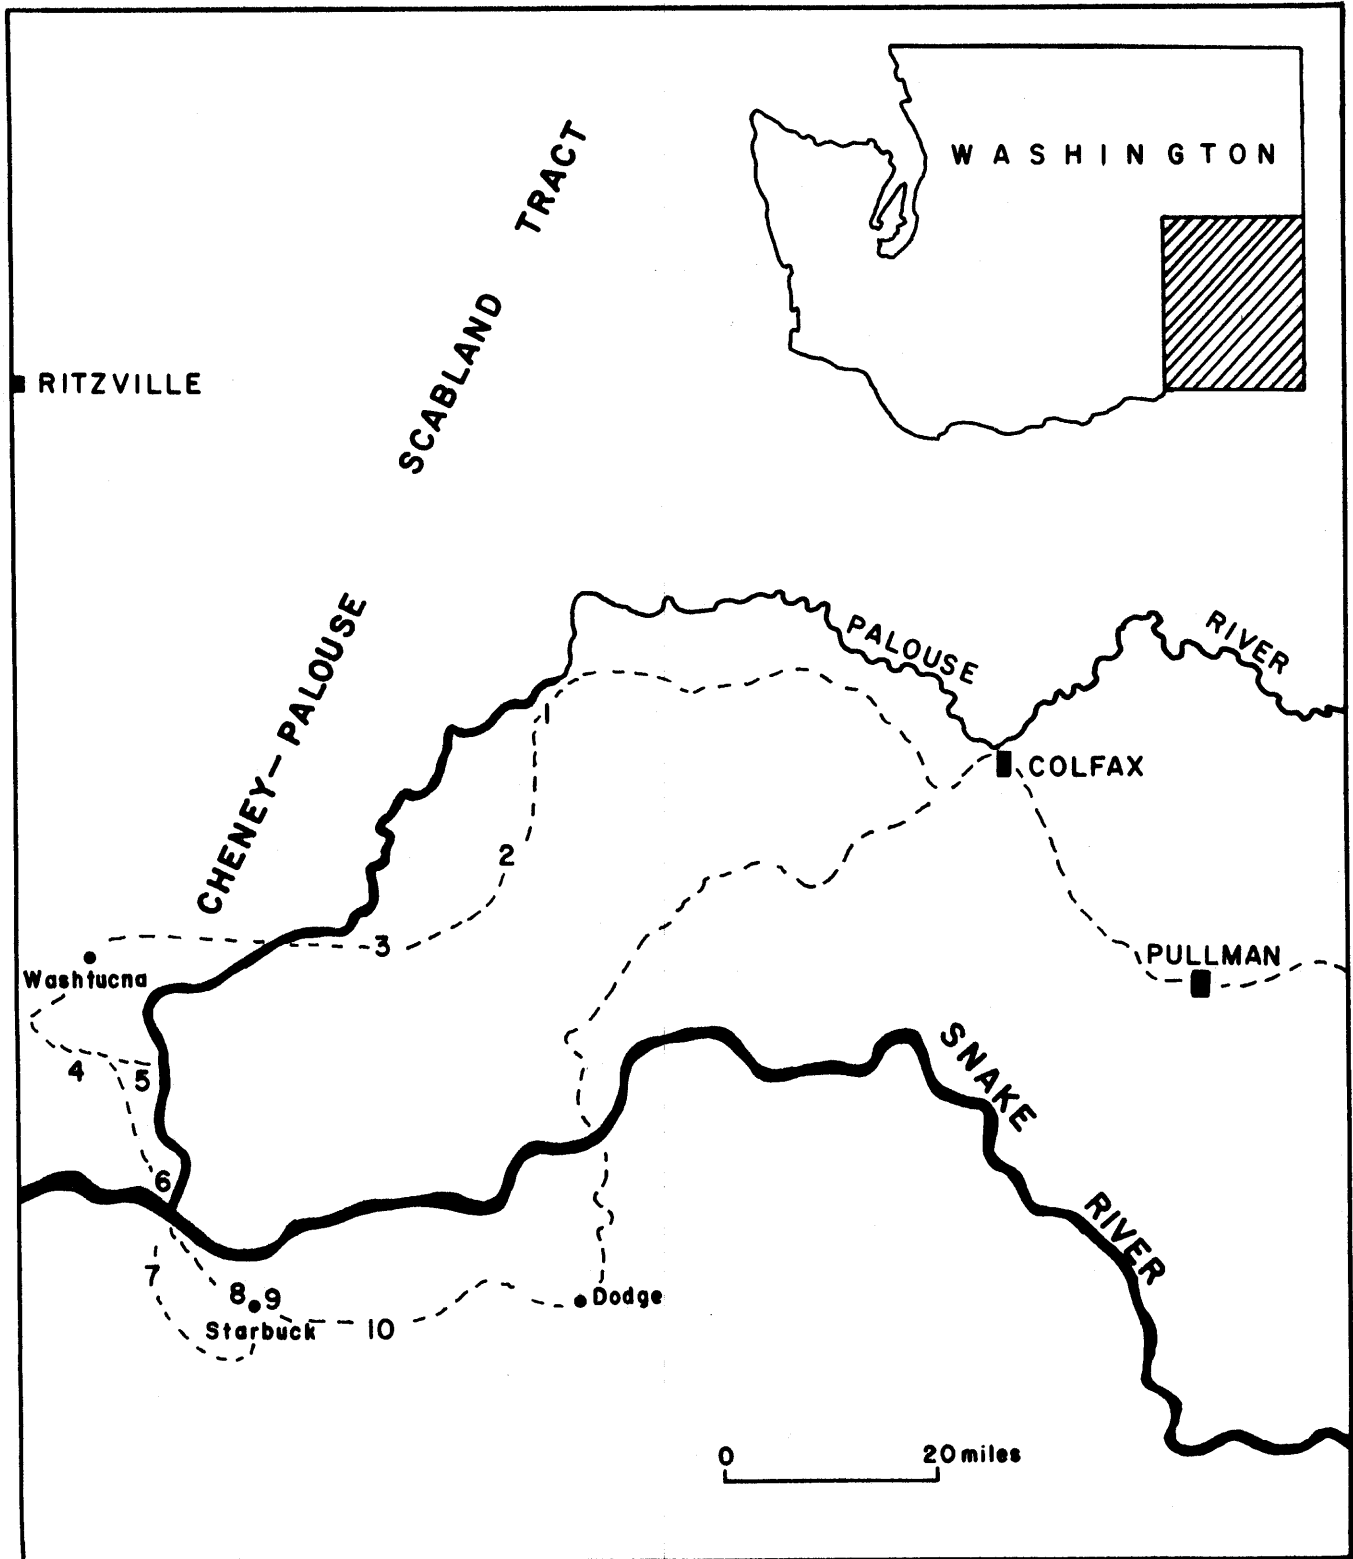 WASHINGTON
CHENEY-PALOUSE SCABLAND TRACT
RITZVILLE
PALOUSE RIVER
1
COLFAX
2
3
PULLMAN
Washtucna
SNAKE RIVER
4
5
6
7
8
9
Dodge
Starbuck
10
0
20 miles